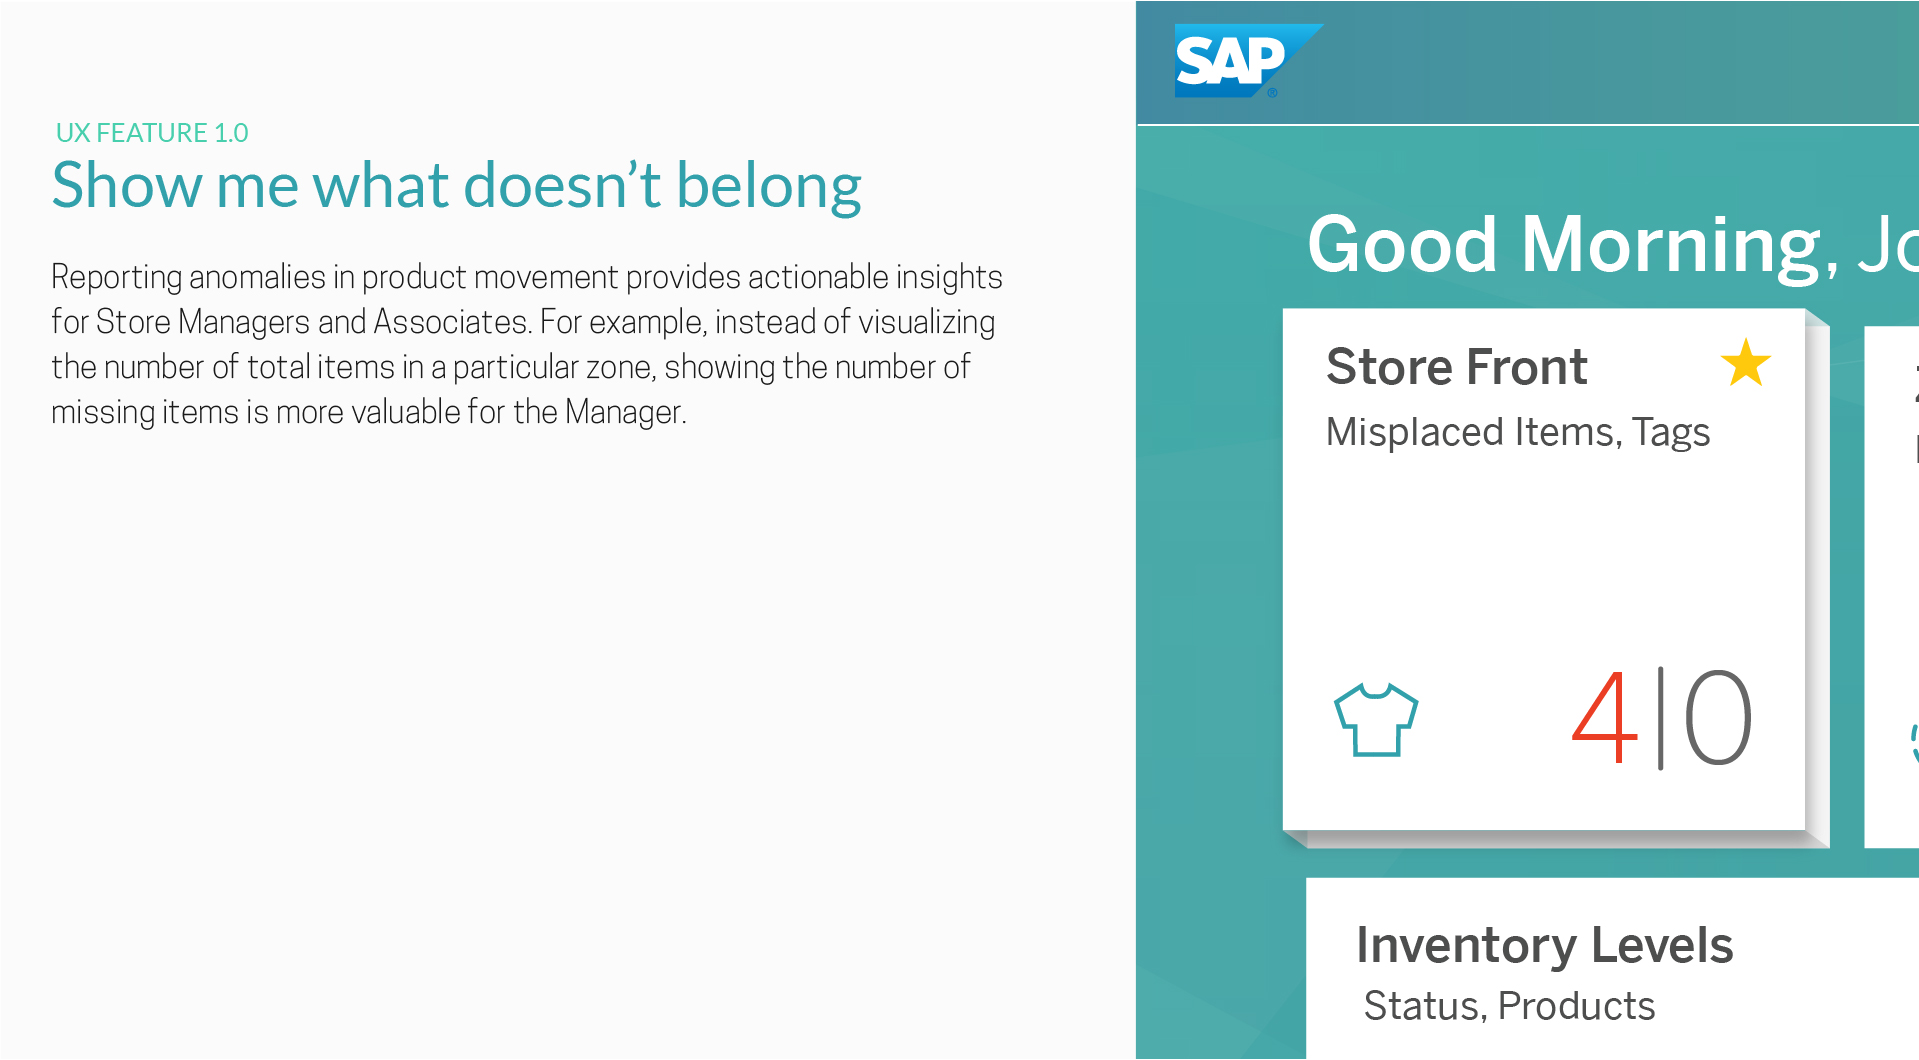 UX FEATURE 1.0
Show me what doesn’t belong
Reporting anomalies in product movement provides actionable insights
for Store Managers and Associates. For example, instead of visualizing
the number of total items in a particular zone, showing the number of
missing items is more valuable for the Manager.
SAP®
Good Morning, Jo
Store Front
Misplaced Items, Tags
4|0
Inventory Levels
Status, Products